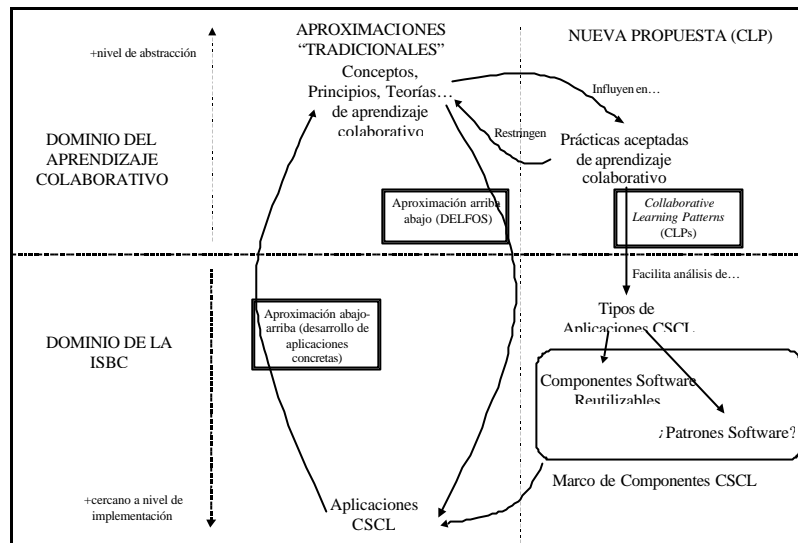 APROXIMACIONES
“TRADICIONALES”
NUEVA PROPUESTA (CLP)
+nivel de abstracción
Conceptos,
Principios, Teorías…
de aprendizaje
colaborativo
Influyen en…
Restringen
Prácticas aceptadas
de aprendizaje
colaborativo
DOMINIO DEL
APRENDIZAJE
COLABORATIVO
Aproximación arriba
abajo (DELFOS)
Collaborative
Learning Patterns
(CLPs)
Facilita análisis de…
Tipos de
Aplicaciones CSCL
Aproximación abajo-
arriba (desarrollo de
aplicaciones
concretas)
DOMINIO DE LA
ISBC
Componentes Software
Reutilizables
¿Patrones Software?
Marco de Componentes CSCL
+cercano a nivel de
implementación
Aplicaciones
CSCL